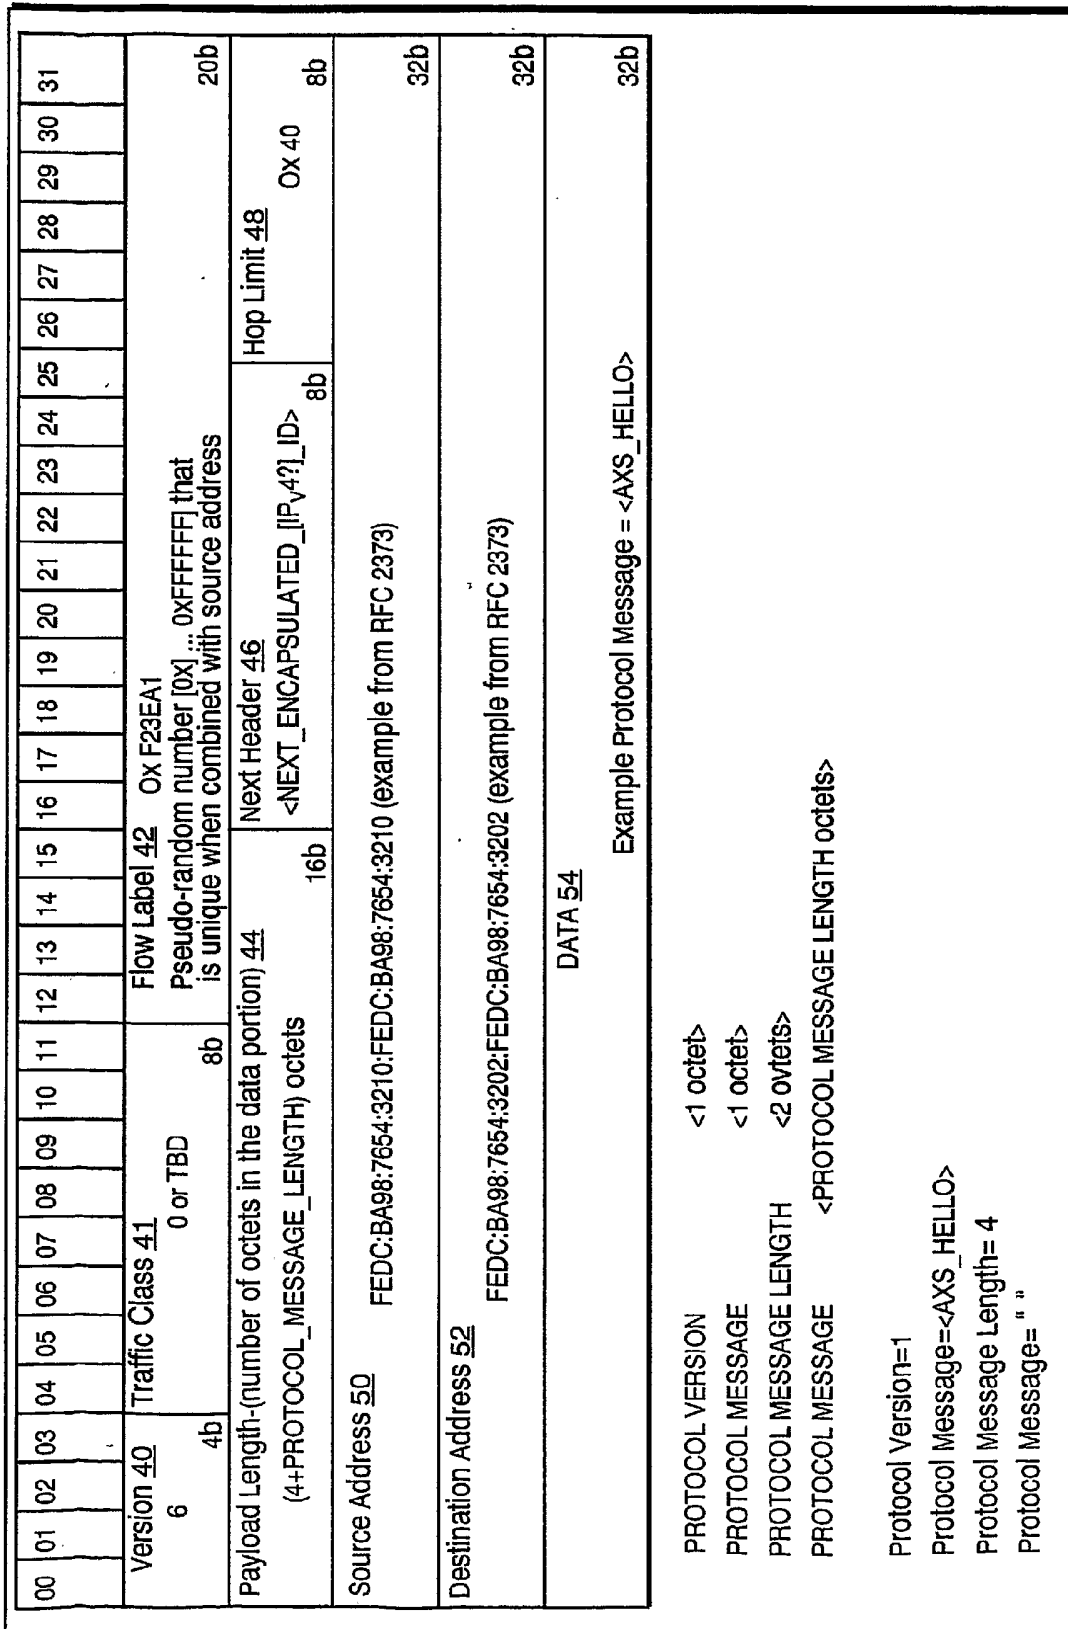 00 01 02 03 04 05 06 07 08 09 10 11 12 13 14 15 16 17 18 19 20 21 22 23 24 25 26 27 28 29 30 31
Version 40
6
4b
Traffic Class 41
0 or TBD
8b
Flow Label 42 0x F23EA1
Pseudo-random number [0x] ... 0xFFFFFF] that
is unique when combined with source address
20b
Payload Length-(number of octets in the data portion) 44
(4+PROTOCOL_MESSAGE_LENGTH) octets
16b
Next Header 46
<NEXT_ENCAPSULATED_[IPv4?]_ID>
8b
Hop Limit 48
0x 40
8b
Source Address 50
FEDC:BA98:7654:3210:FEDC:BA98:7654:3210 (example from RFC 2373)
32b
Destination Address 52
FEDC:BA98:7654:3202:FEDC:BA98:7654:3202 (example from RFC 2373)
32b
DATA 54
Example Protocol Message = <AXS_HELLO>
32b
PROTOCOL VERSION <1 octet>
PROTOCOL MESSAGE <1 octet>
PROTOCOL MESSAGE LENGTH <2 ovtets>
PROTOCOL MESSAGE <PROTOCOL MESSAGE LENGTH octets>
Protocol Version=1
Protocol Message=<AXS_HELLO>
Protocol Message Length= 4
Protocol Message= " "